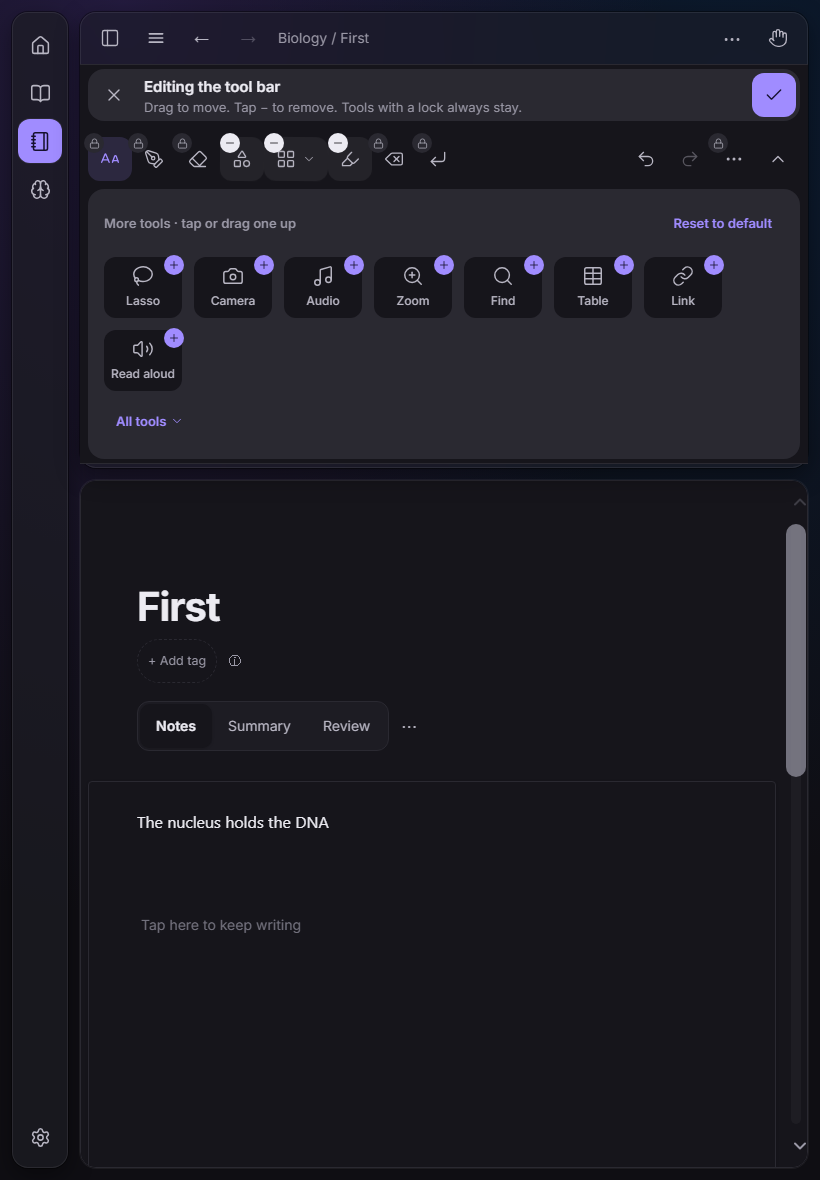 Biology / First
Editing the tool bar
Drag to move. Tap − to remove. Tools with a lock always stay.
AA
More tools · tap or drag one up
Reset to default
Lasso
Camera
Audio
Zoom
Find
Table
Link
Read aloud
All tools
First
+ Add tag
Notes
Summary
Review
The nucleus holds the DNA
Tap here to keep writing